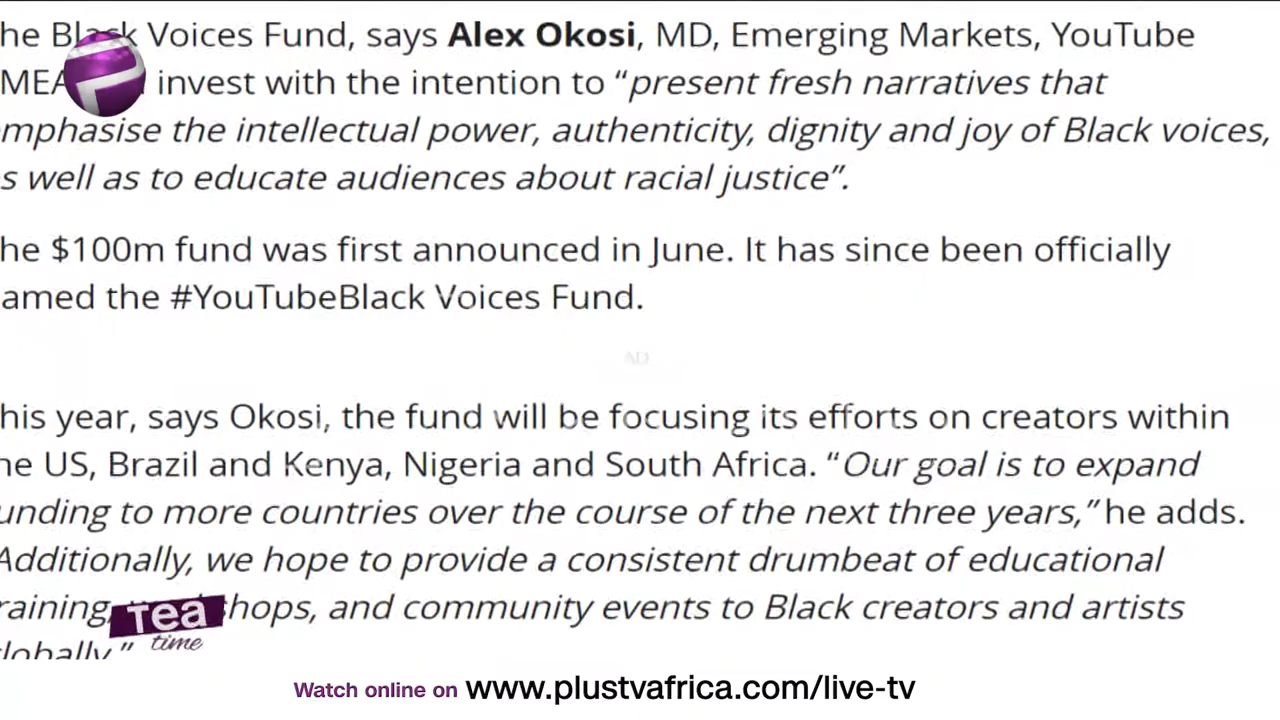 he Black Voices Fund, says Alex Okosi, MD, Emerging Markets, YouTube
MEA invest with the intention to “present fresh narratives that
mphasise the intellectual power, authenticity, dignity and joy of Black voices,
s well as to educate audiences about racial justice”.
he $100m fund was first announced in June. It has since been officially
amed the #YouTubeBlack Voices Fund.
AD
his year, says Okosi, the fund will be focusing its efforts on creators within
he US, Brazil and Kenya, Nigeria and South Africa. “Our goal is to expand
unding to more countries over the course of the next three years,” he adds.
Additionally, we hope to provide a consistent drumbeat of educational
raining, hops, and community events to Black creators and artists
lobally.”
Tea
time
Watch online on www.plustvafrica.com/live-tv